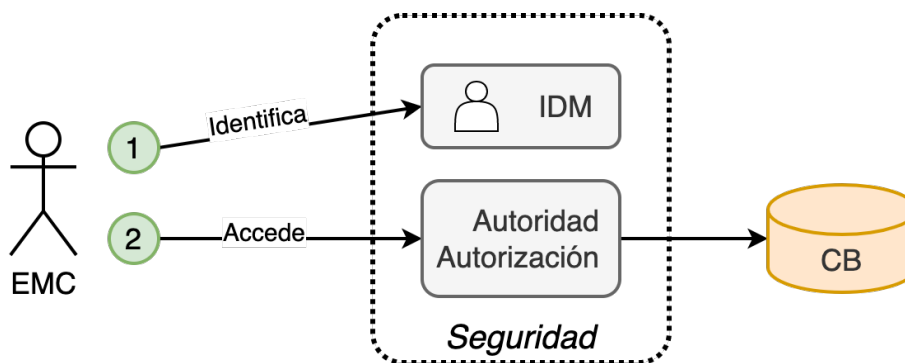 1
Identifica
IDM
2
Accede
Autoridad
Autorización
CB
EMC
Seguridad